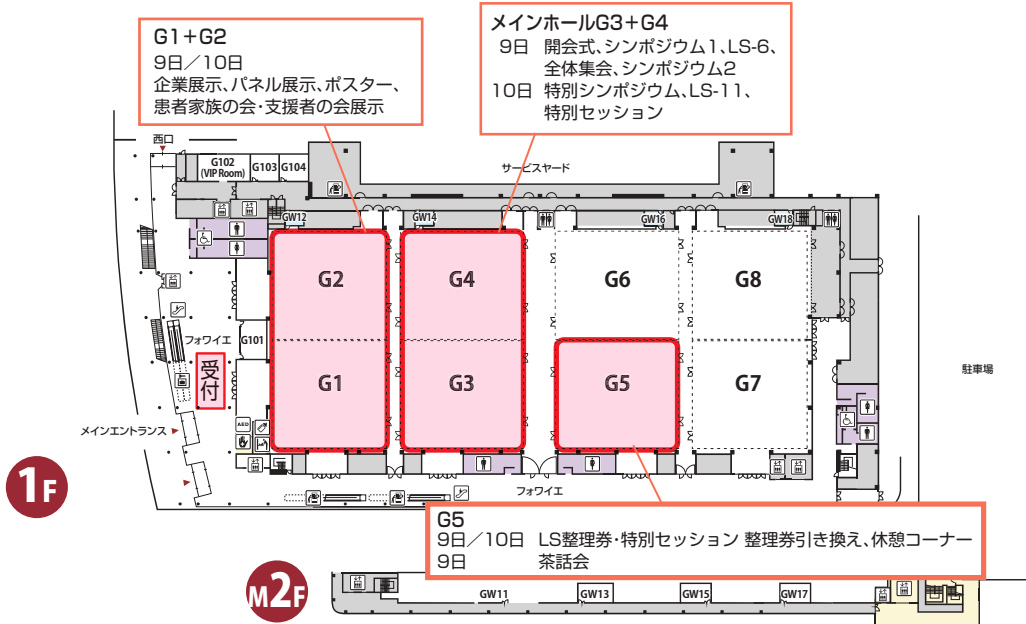 G1+G2
9日／10日
企業展示、パネル展示、ポスター、
患者家族の会・支援者の会展示
メインホールG3+G4
9日 開会式、シンポジウム1、LS-6、
全体集会、シンポジウム2
10日 特別シンポジウム、LS-11、
特別セッション
西口
G102
(VIP Room)
G103
G104
サービスヤード
GW12
GW14
GW16
GW18
G2
G4
G6
G8
フォワイエ
G101
受付
G1
G3
G5
G7
駐車場
AED
メインエントランス
1F
フォワイエ
G5
9日／10日 LS整理券・特別セッション 整理券引き換え、休憩コーナー
9日 茶話会
M2F
GW11
GW13
GW15
GW17